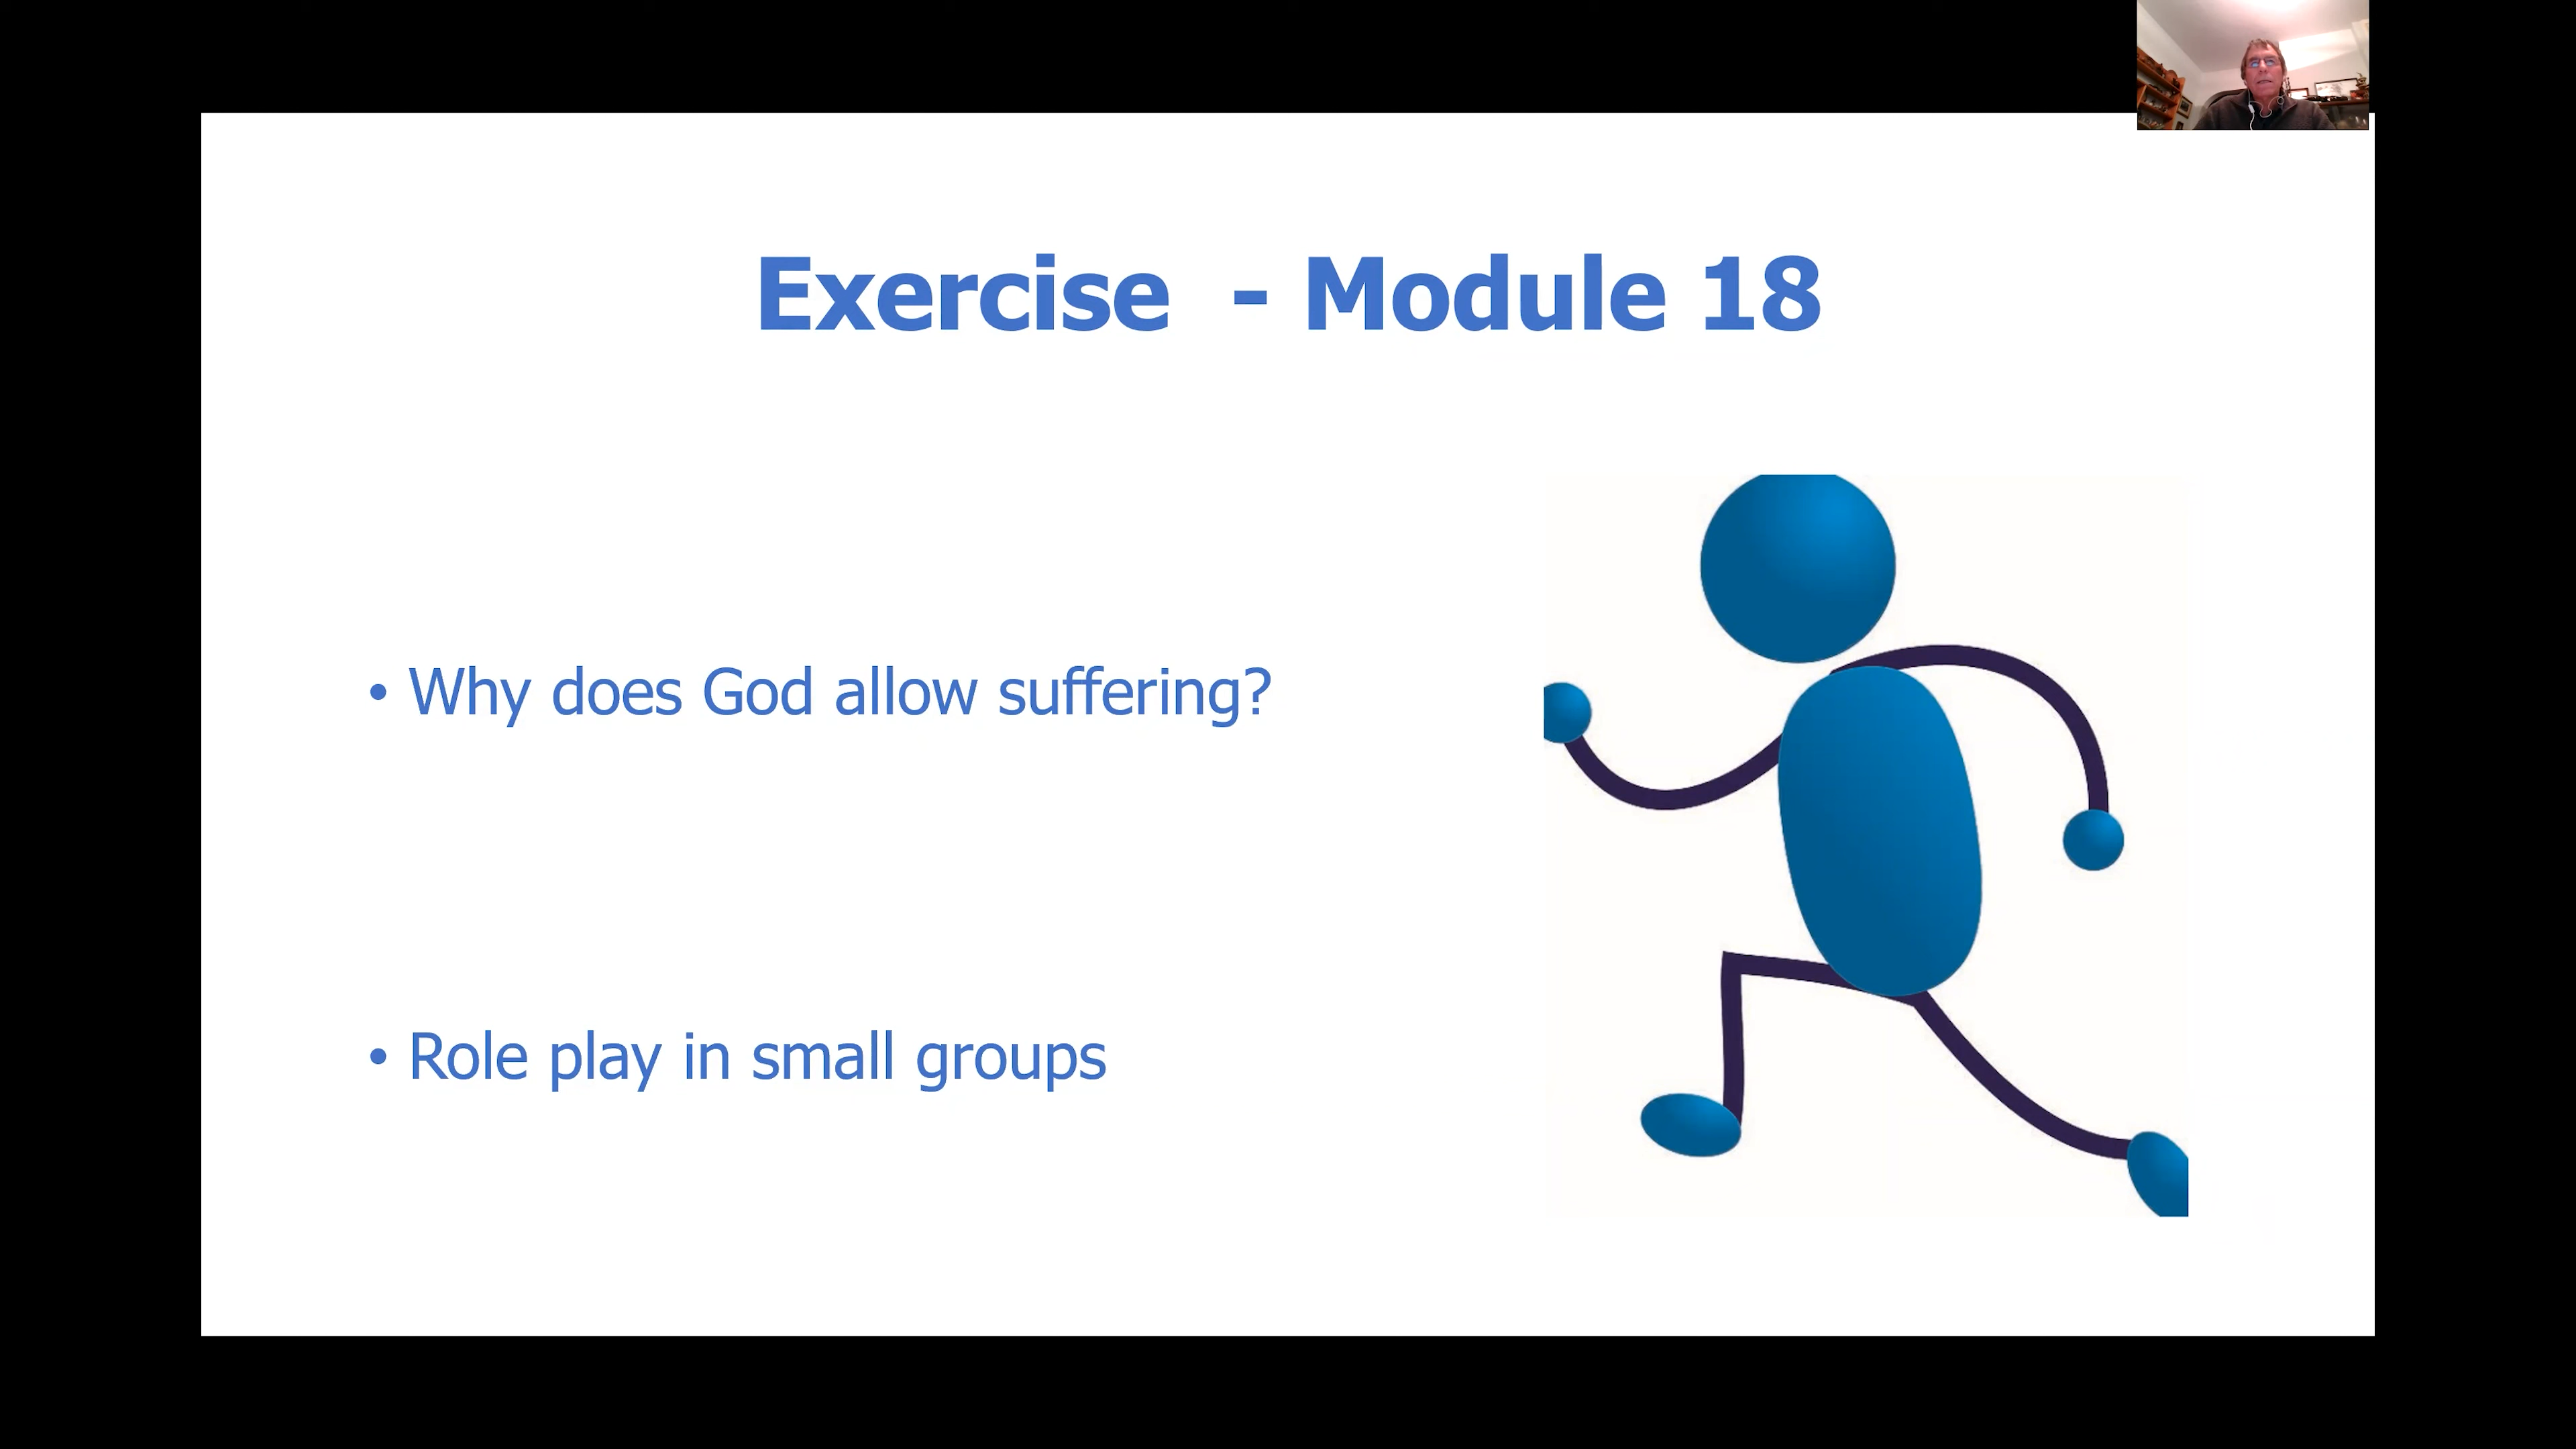 Exercise  - Module 18
• Why does God allow suffering?
• Role play in small groups